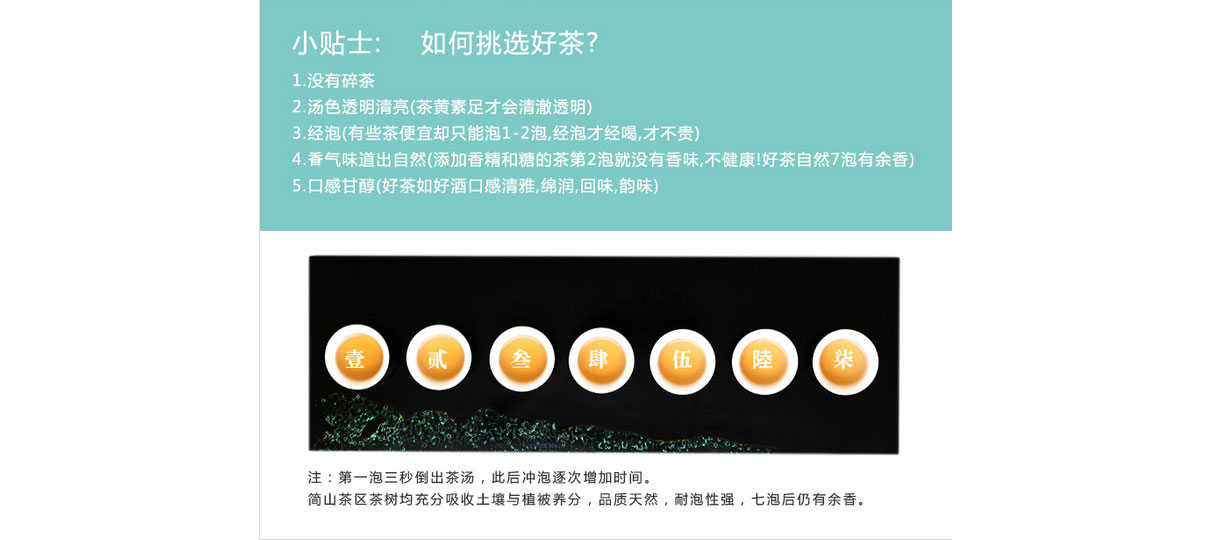 小贴士: 如何挑选好茶?
1.没有碎茶
2.汤色透明清亮(茶黄素足才会清澈透明)
3.经泡(有些茶便宜却只能泡1-2泡,经泡才经喝,才不贵)
4.香气味道出自然(添加香精和糖的茶第2泡就没有香味,不健康!好茶自然7泡有余香)
5.口感甘醇(好茶如好酒口感清雅,绵润,回味,韵味)
壹 贰 叁 肆 伍 陸 柒
注：第一泡三秒倒出茶汤，此后冲泡逐次增加时间。
简山茶区茶树均充分吸收土壤与植被养分，品质天然，耐泡性强，七泡后仍有余香。